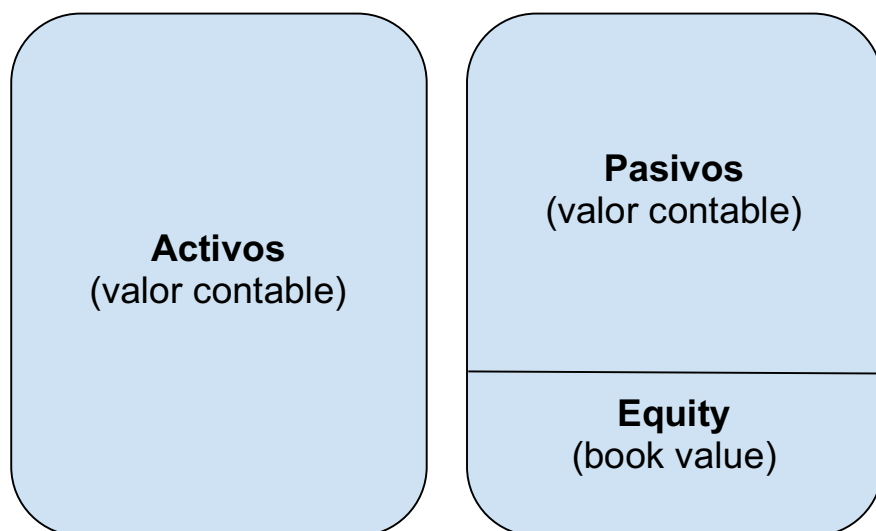 Activos
(valor contable)
Pasivos
(valor contable)
Equity
(book value)